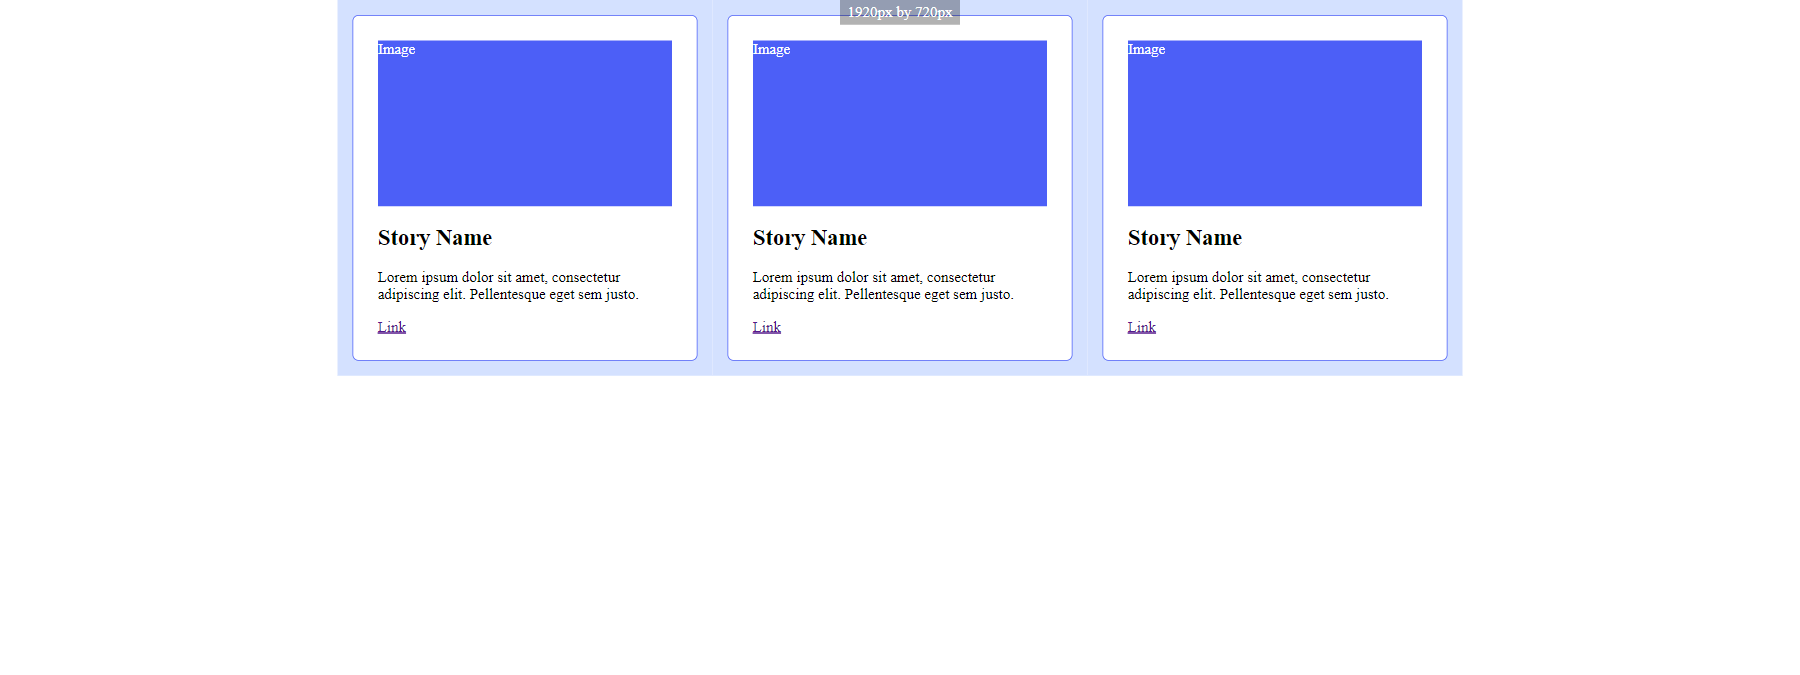 1920px by 720px
Image
Image
Image
Story Name
Story Name
Story Name
Lorem ipsum dolor sit amet, consectetur
adipiscing elit. Pellentesque eget sem justo.
Lorem ipsum dolor sit amet, consectetur
adipiscing elit. Pellentesque eget sem justo.
Lorem ipsum dolor sit amet, consectetur
adipiscing elit. Pellentesque eget sem justo.
Link
Link
Link